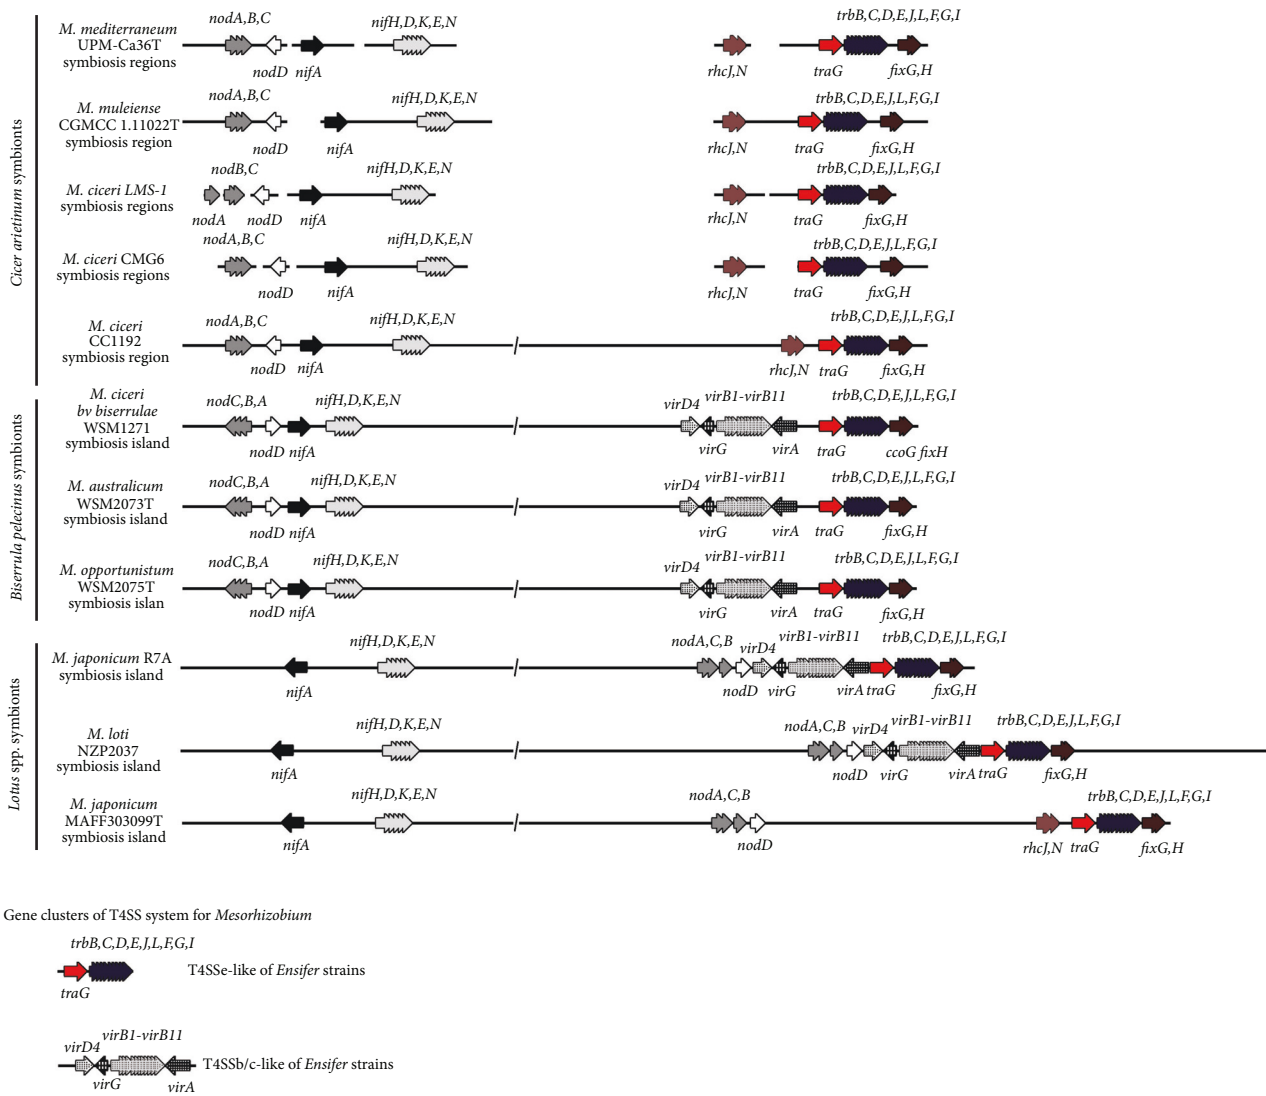 Cicer arietinum symbionts
nodA,B,C
nifH,D,K,E,N
trbB,C,D,E,J,L,F,G,I
M. mediterraneum
UPM-Ca36T
symbiosis regions
nodD
nifA
rhcJ,N
traG
fixG,H
nodA,B,C
nifH,D,K,E,N
trbB,C,D,E,J,L,F,G,I
M. muleiense
CGMCC 1.11022T
symbiosis region
nodD
nifA
rhcJ,N
traG
fixG,H
nodB,C
nifH,D,K,E,N
trbB,C,D,E,J,L,F,G,I
M. ciceri LMS-1
symbiosis regions
nodA
nodD
nifA
rhcJ,N
traG
fixG,H
nodA,B,C
nifH,D,K,E,N
trbB,C,D,E,J,L,F,G,I
M. ciceri CMG6
symbiosis regions
nodD
nifA
rhcJ,N
traG
fixG,H
nodA,B,C
nifH,D,K,E,N
trbB,C,D,E,J,L,F,G,I
M. ciceri
CC1192
symbiosis region
nodD
nifA
rhcJ,N
traG
fixG,H
Biserrula pelecinus symbionts
nodC,B,A
nifH,D,K,E,N
virD4
virB1-virB11
trbB,C,D,E,J,L,F,G,I
M. ciceri
bv biserrulae
WSM1271
symbiosis island
nodD
nifA
virG
virA
traG
ccoG fixH
nodC,B,A
nifH,D,K,E,N
virD4
virB1-virB11
trbB,C,D,E,J,L,F,G,I
M. australicum
WSM2073T
symbiosis island
nodD
nifA
virG
virA
traG
fixG,H
nodC,B,A
nifH,D,K,E,N
virD4
virB1-virB11
trbB,C,D,E,J,L,F,G,I
M. opportunistum
WSM2075T
symbiosis islan
nodD
nifA
virG
virA
traG
fixG,H
Lotus spp. symbionts
nifH,D,K,E,N
nodA,C,B
virD4
virB1-virB11
trbB,C,D,E,J,L,F,G,I
M. japonicum R7A
symbiosis island
nifA
nodD
virG
virA
traG
fixG,H
nifH,D,K,E,N
nodA,C,B
virD4
virB1-virB11
trbB,C,D,E,J,L,F,G,I
M. loti
NZP2037
symbiosis island
nifA
nodD
virG
virA
traG
fixG,H
nifH,D,K,E,N
nodA,C,B
trbB,C,D,E,J,L,F,G,I
M. japonicum
MAFF303099T
symbiosis island
nifA
nodD
rhcJ,N
traG
fixG,H
Gene clusters of T4SS system for Mesorhizobium
trbB,C,D,E,J,L,F,G,I
T4SSe-like of Ensifer strains
traG
virD4
virB1-virB11
T4SSb/c-like of Ensifer strains
virG
virA